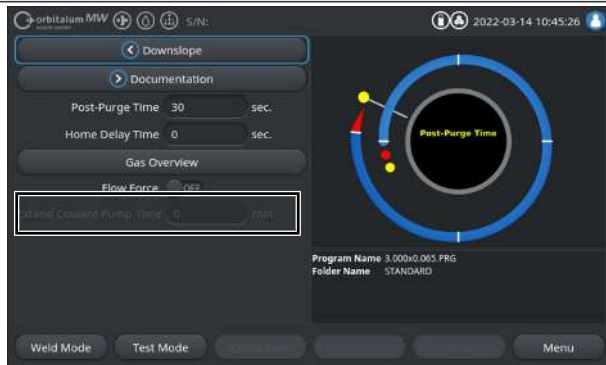 orbitalum MW S/N: 2022-03-14 10:45:26
Downslope
Documentation
Post-Purge Time 30 sec.
Home Delay Time 0 sec.
Gas Overview
Flow Force OFF
Extend Coolant Pump Time 0 min
Post-Purge Time
Program Name 3.000x0.065.PRG
Folder Name STANDARD
Weld Mode Test Mode Menu